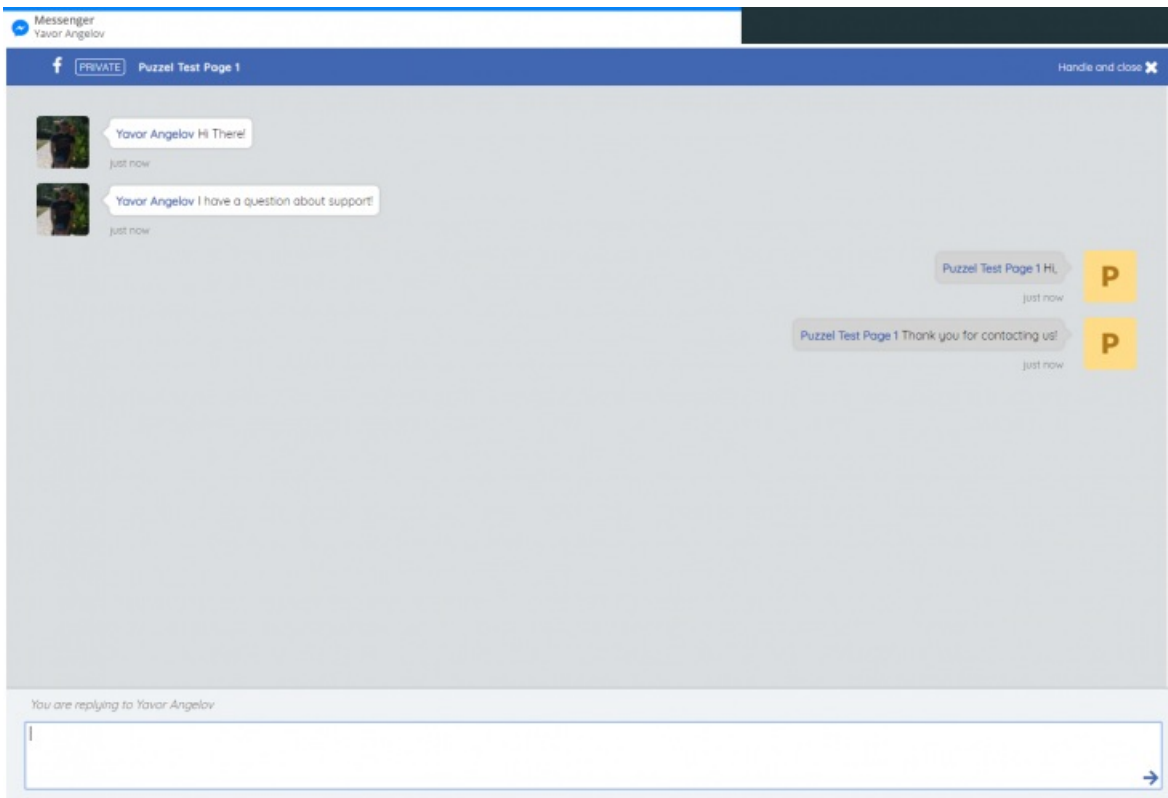 Messenger
Yavor Angelov
f PRIVATE Puzzel Test Page 1 Handle and close
Yavor Angelov Hi There!
just now
Yavor Angelov I have a question about support!
just now
Puzzel Test Page 1 Hi,
P
just now
Puzzel Test Page 1 Thank you for contacting us!
P
just now
You are replying to Yavor Angelov